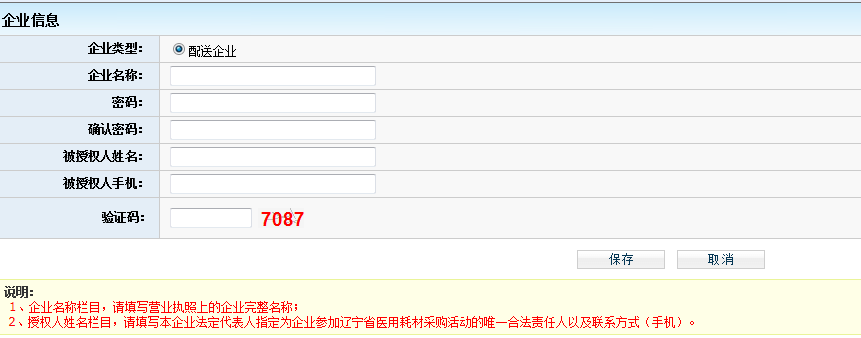 企业信息
企业类型： 配送企业
企业名称：
密码：
确认密码：
被授权人姓名：
被授权人手机：
验证码： 7087
保存 取消
说明：
1、企业名称栏目，请填写营业执照上的企业完整名称；
2、授权人姓名栏目，请填写本企业法定代表人指定为企业参加辽宁省医用耗材采购活动的唯一合法责任人以及联系方式（手机）。